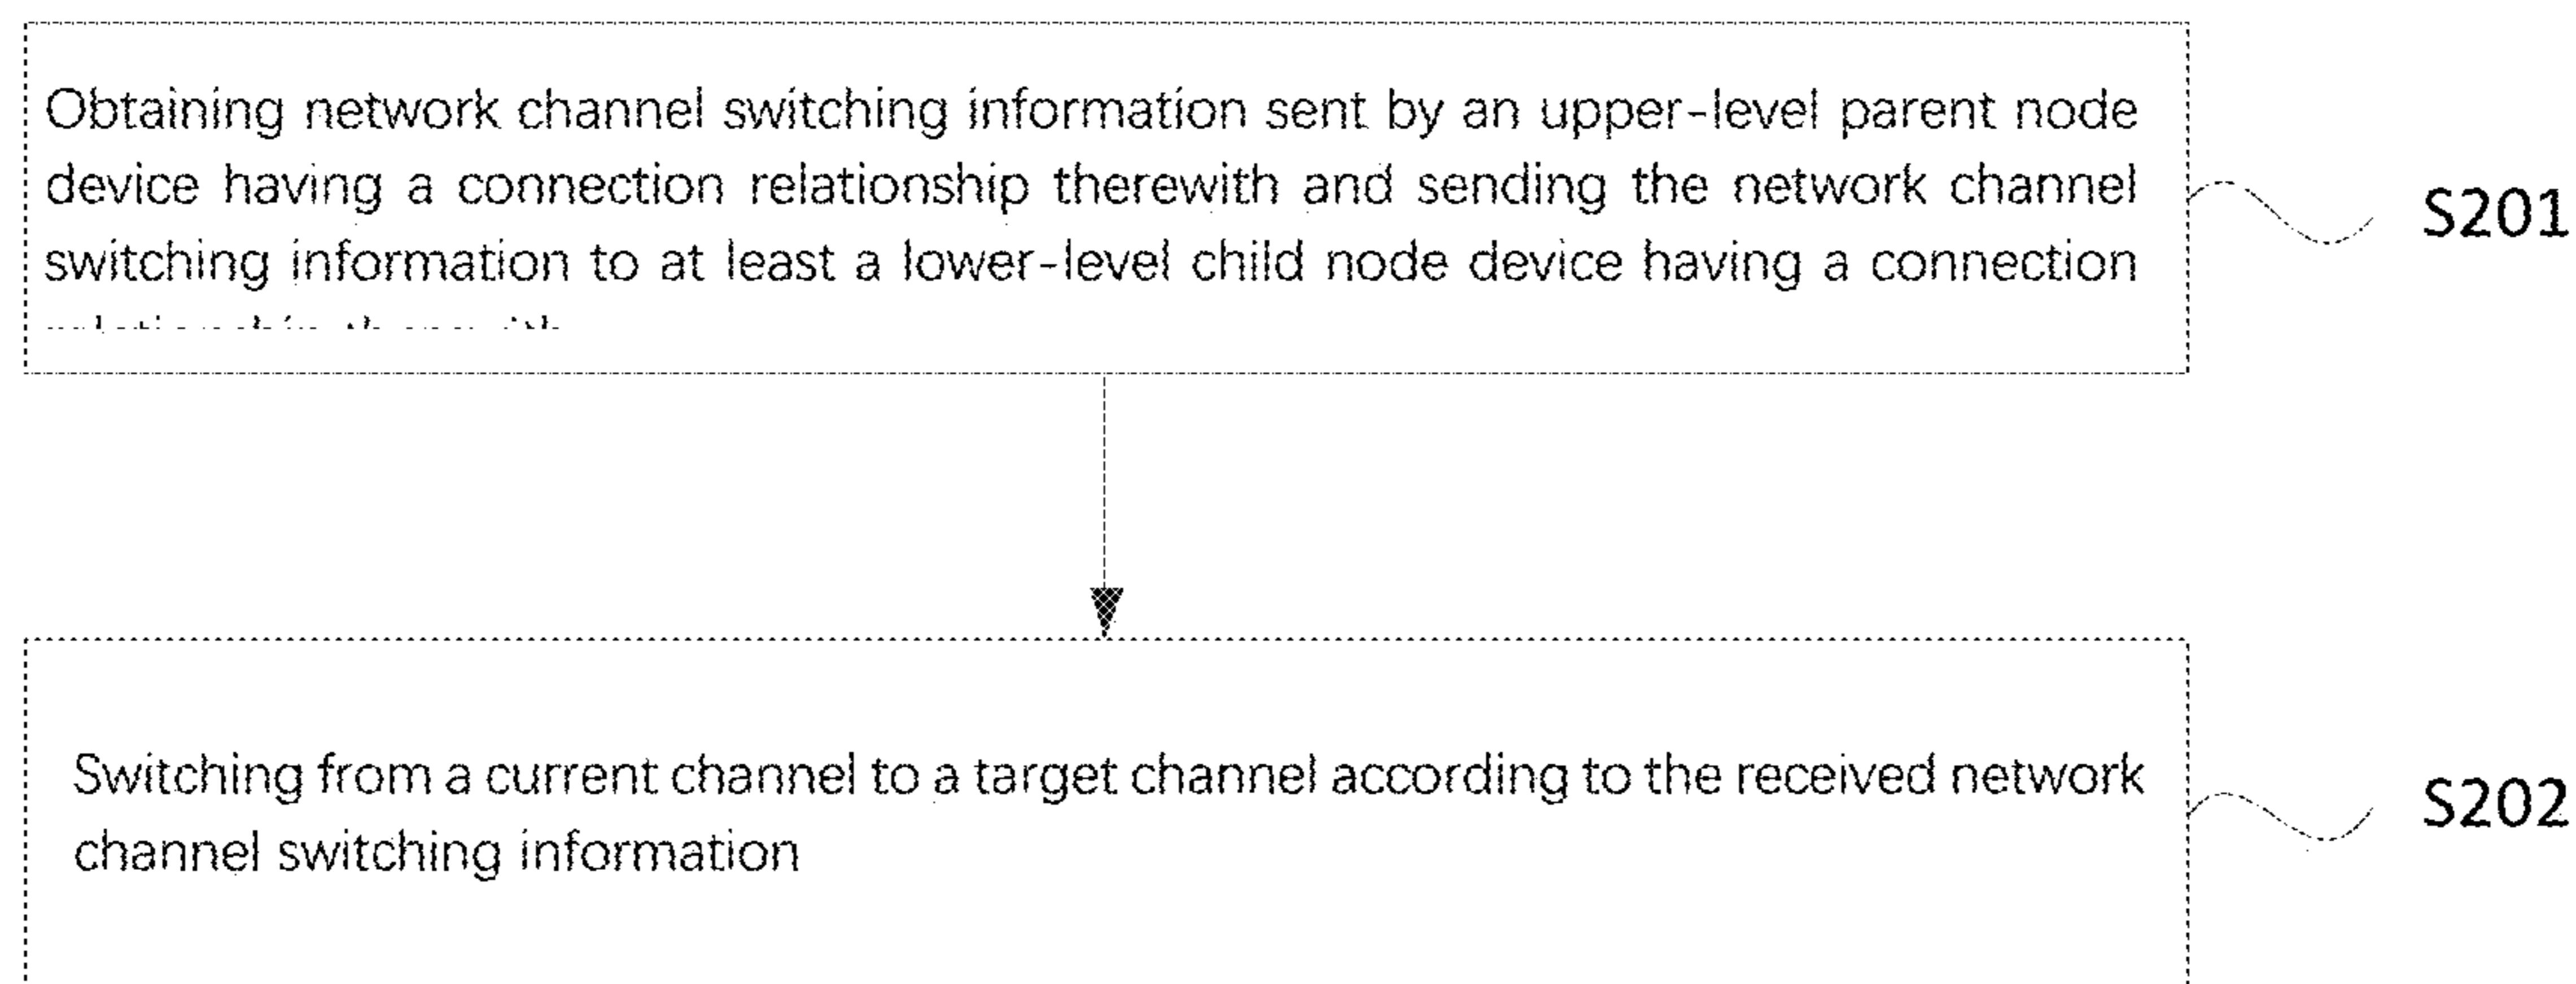 Obtaining network channel switching information sent by an upper-level parent node
device having a connection relationship therewith and sending the network channel
switching information to at least a lower-level child node device having a connection
S201
Switching from a current channel to a target channel according to the received network
channel switching information
S202